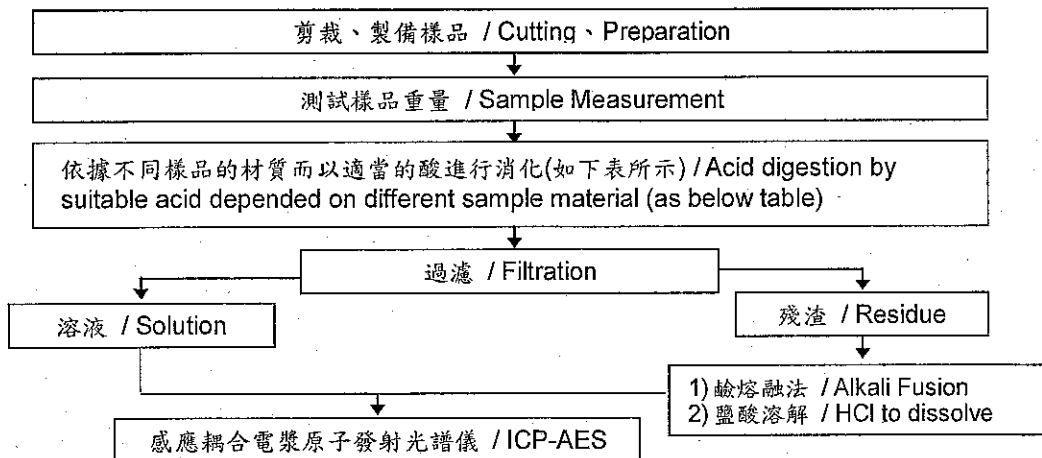 剪裁、製備樣品 / Cutting、Preparation
測試樣品重量 / Sample Measurement
依據不同樣品的材質而以適當的酸進行消化(如下表所示) / Acid digestion by
suitable acid depended on different sample material (as below table)
過濾 / Filtration
溶液 / Solution
殘渣 / Residue
1) 鹼熔融法 / Alkali Fusion
2) 鹽酸溶解 / HCl to dissolve
感應耦合電漿原子發射光譜儀 / ICP-AES